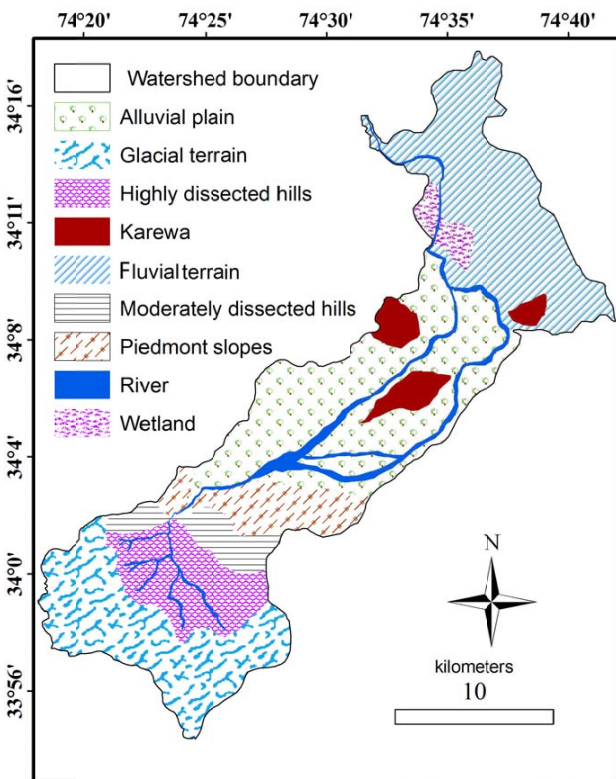 74°20' 74°25' 74°30' 74°35' 74°40'
34°16'
34°11'
34°8'
34°4'
34°0'
33°56'
Watershed boundary
Alluvial plain
Glacial terrain
Highly dissected hills
Karewa
Fluvial terrain
Moderately dissected hills
Piedmont slopes
River
Wetland
N
kilometers
10